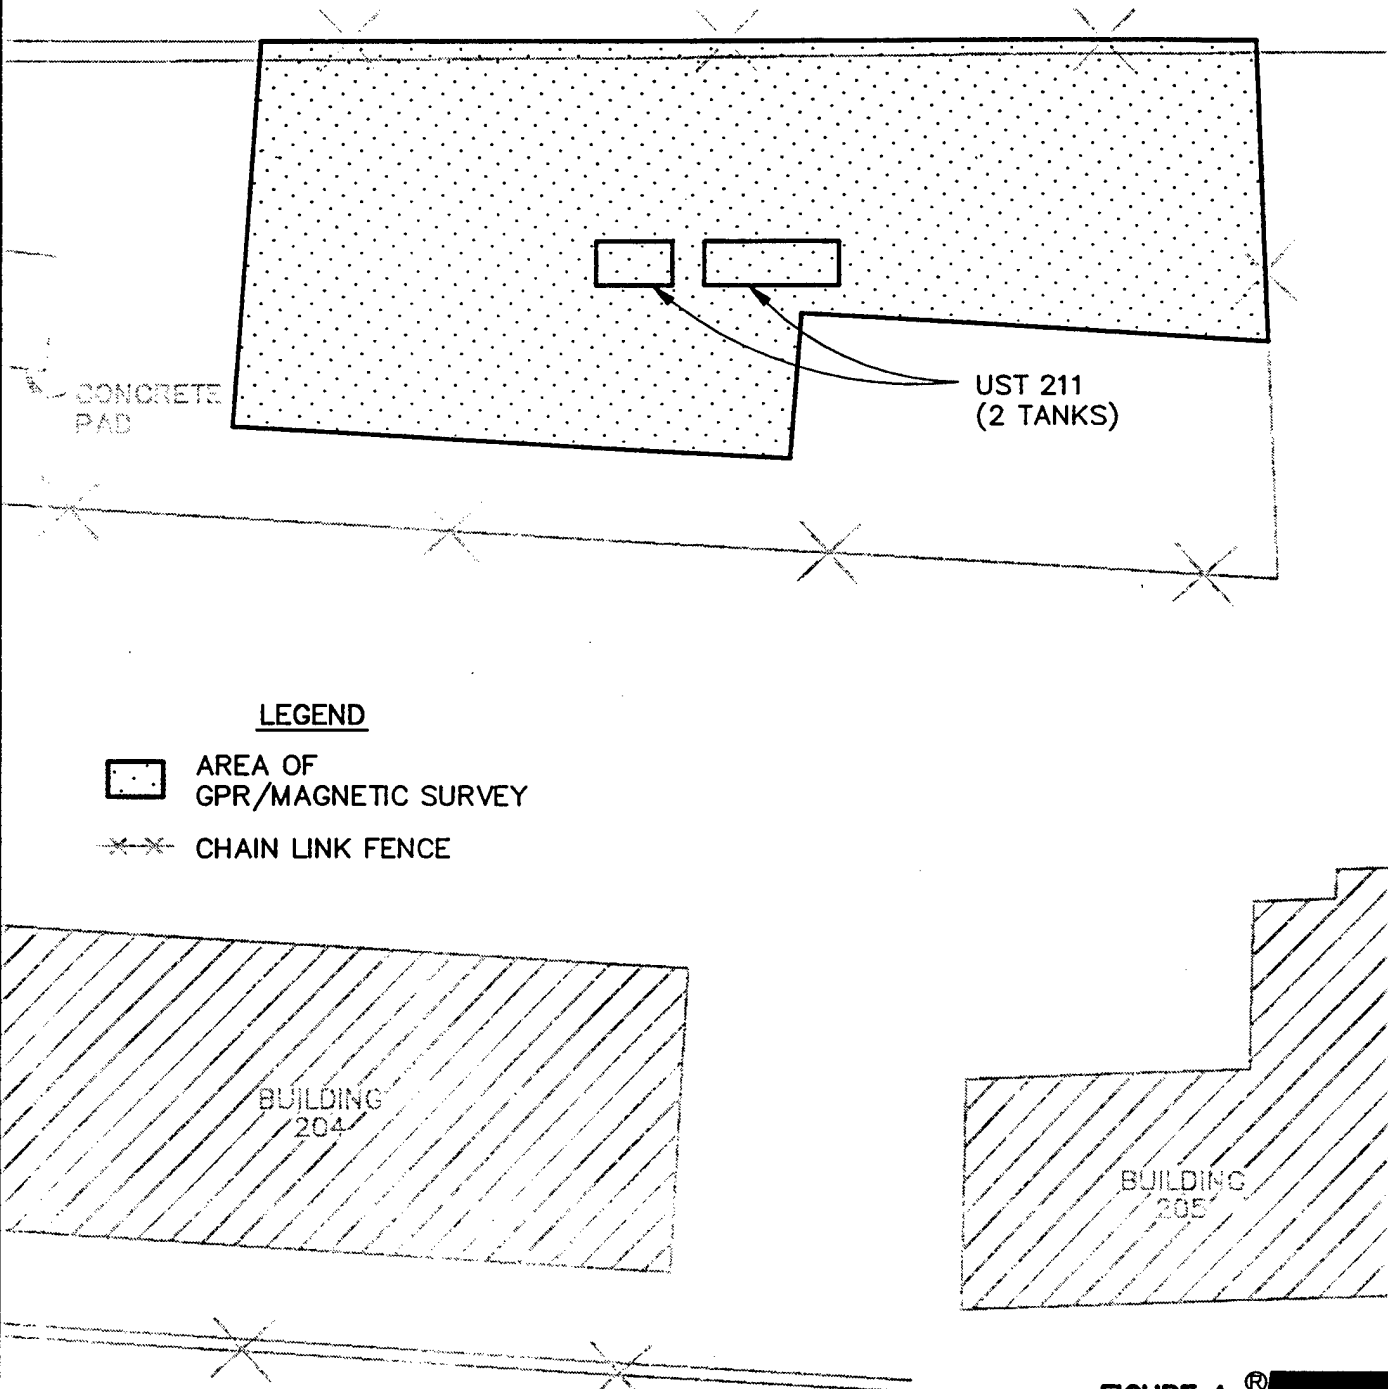 CONCRETE
PAD
UST 211
(2 TANKS)
LEGEND
AREA OF
GPR/MAGNETIC SURVEY
CHAIN LINK FENCE
BUILDING
204
BUILDING
205
®